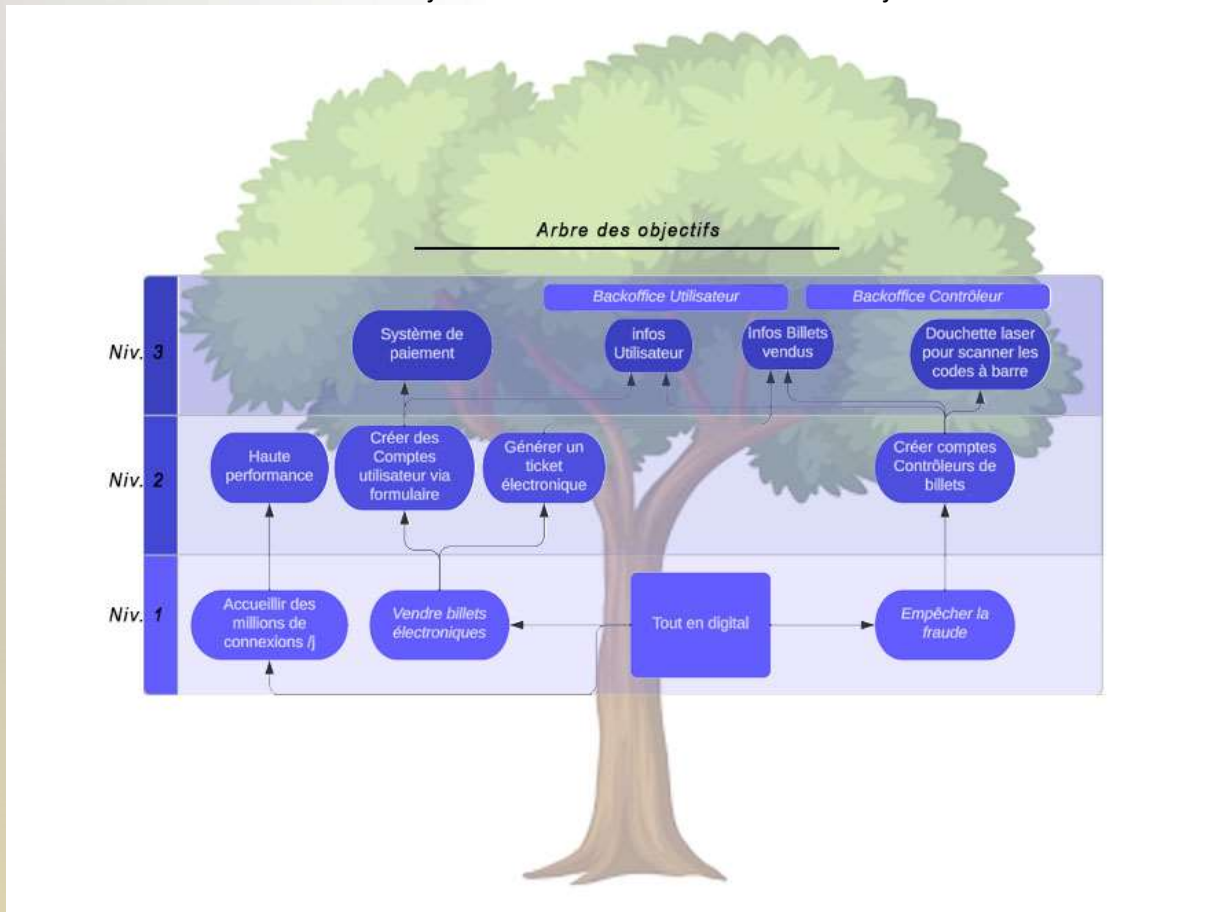 Arbre des objectifs
Backoffice Utilisateur
Backoffice Contrôleur
Niv. 3
Système de
paiement
infos
Utilisateur
Infos Billets
vendus
Douchette laser
pour scanner les
codes à barre
Niv. 2
Haute
performance
Créer des
Comptes
utilisateur via
formulaire
Générer un
ticket
électronique
Créer comptes
Contrôleurs de
billets
Niv. 1
Accueillir des
millions de
connexions /j
Vendre billets
électroniques
Tout en digital
Empêcher la
fraude